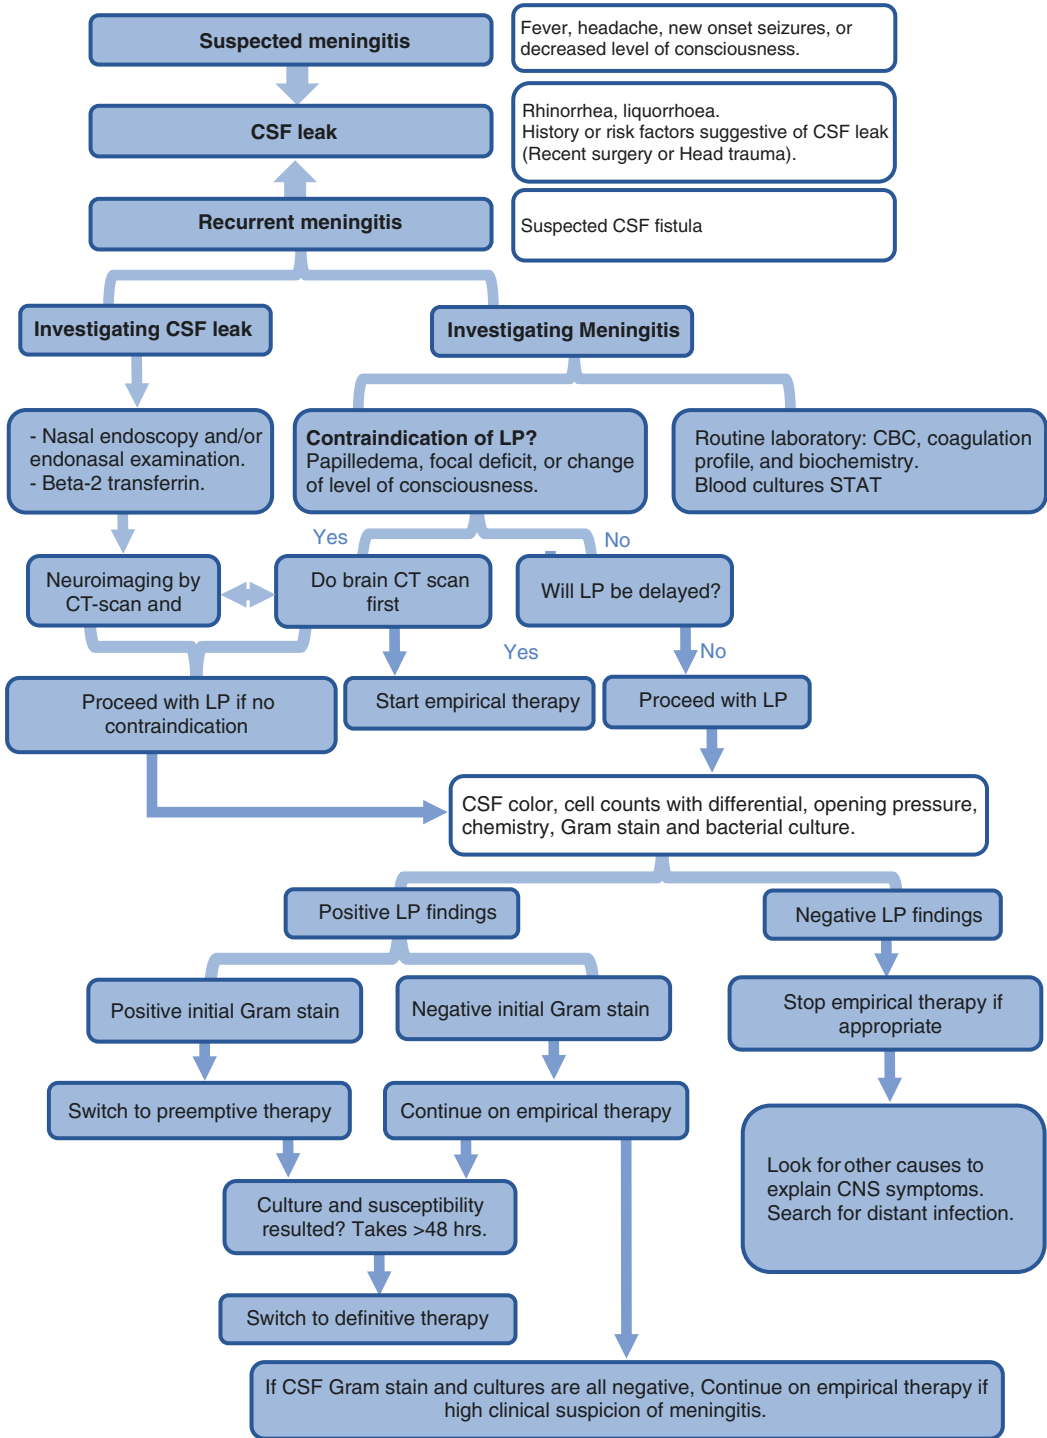 Suspected meningitis
Fever, headache, new onset seizures, or
decreased level of consciousness.
CSF leak
Rhinorrhea, liquorrhoea.
History or risk factors suggestive of CSF leak
(Recent surgery or Head trauma).
Recurrent meningitis
Suspected CSF fistula
Investigating CSF leak
Investigating Meningitis
- Nasal endoscopy and/or
endonasal examination.
- Beta-2 transferrin.
Contraindication of LP?
Papilledema, focal deficit, or change
of level of consciousness.
Routine laboratory: CBC, coagulation
profile, and biochemistry.
Blood cultures STAT
Yes
No
Neuroimaging by
CT-scan and
Do brain CT scan
first
Will LP be delayed?
Yes
No
Proceed with LP if no
contraindication
Start empirical therapy
Proceed with LP
CSF color, cell counts with differential, opening pressure,
chemistry, Gram stain and bacterial culture.
Positive LP findings
Negative LP findings
Positive initial Gram stain
Negative initial Gram stain
Stop empirical therapy if
appropriate
Switch to preemptive therapy
Continue on empirical therapy
Look for other causes to
explain CNS symptoms.
Search for distant infection.
Culture and susceptibility
resulted? Takes >48 hrs.
Switch to definitive therapy
If CSF Gram stain and cultures are all negative, Continue on empirical therapy if
high clinical suspicion of meningitis.